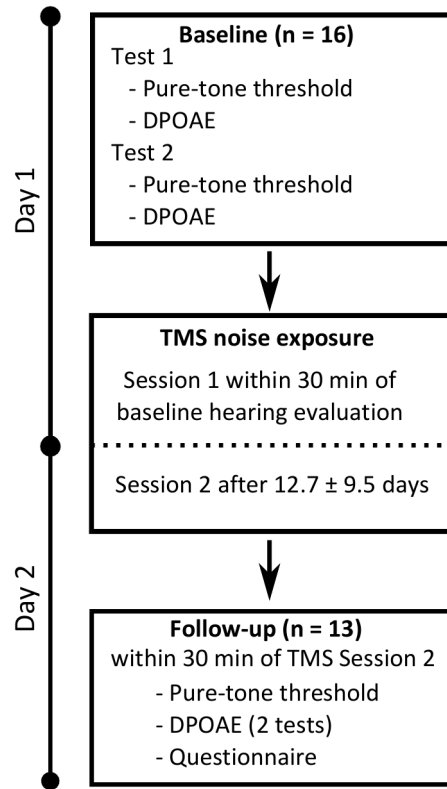 Day 1
Baseline (n = 16)
Test 1
- Pure-tone threshold
- DPOAE
Test 2
- Pure-tone threshold
- DPOAE
TMS noise exposure
Session 1 within 30 min of
baseline hearing evaluation
Session 2 after 12.7 ± 9.5 days
Day 2
Follow-up (n = 13)
within 30 min of TMS Session 2
- Pure-tone threshold
- DPOAE (2 tests)
- Questionnaire